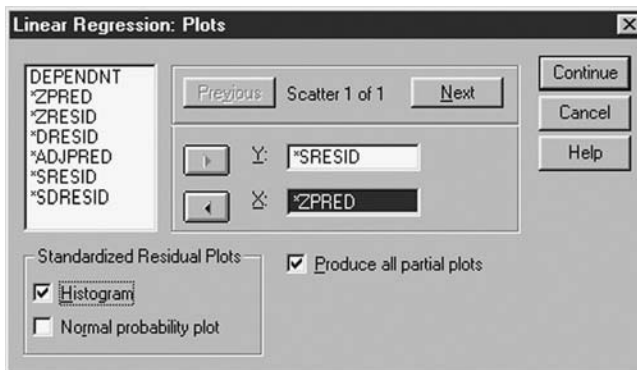 Linear Regression: Plots
DEPENDNT
*ZPRED
*ZRESID
*DRESID
*ADJPRED
*SRESID
*SDRESID
Previous Scatter 1 of 1 Next
Y: *SRESID
X: *ZPRED
Continue
Cancel
Help
Standardized Residual Plots
Histogram
Normal probability plot
Produce all partial plots